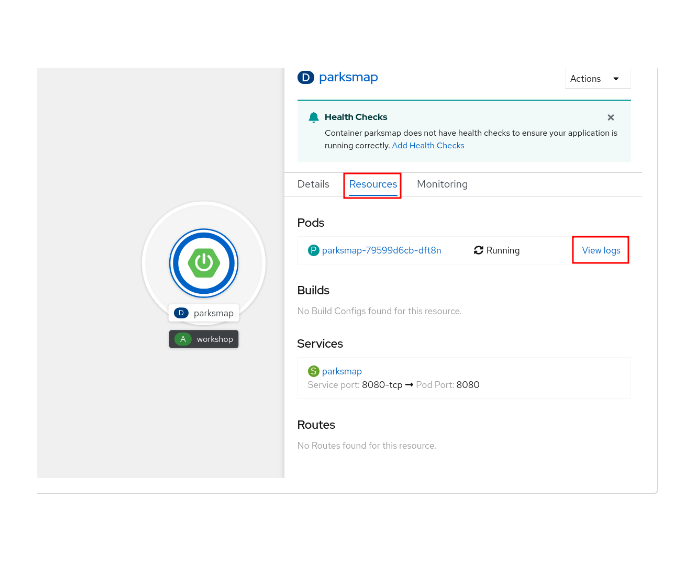 D parksmap
Actions
Health Checks
Container parksmap does not have health checks to ensure your application is
running correctly. Add Health Checks
Details Resources Monitoring
Pods
P parksmap-79599d6cb-dft8n Running View logs
Builds
No Build Configs found for this resource.
Services
S parksmap
Service port: 8080-tcp → Pod Port: 8080
Routes
No Routes found for this resource.
D parksmap
A workshop